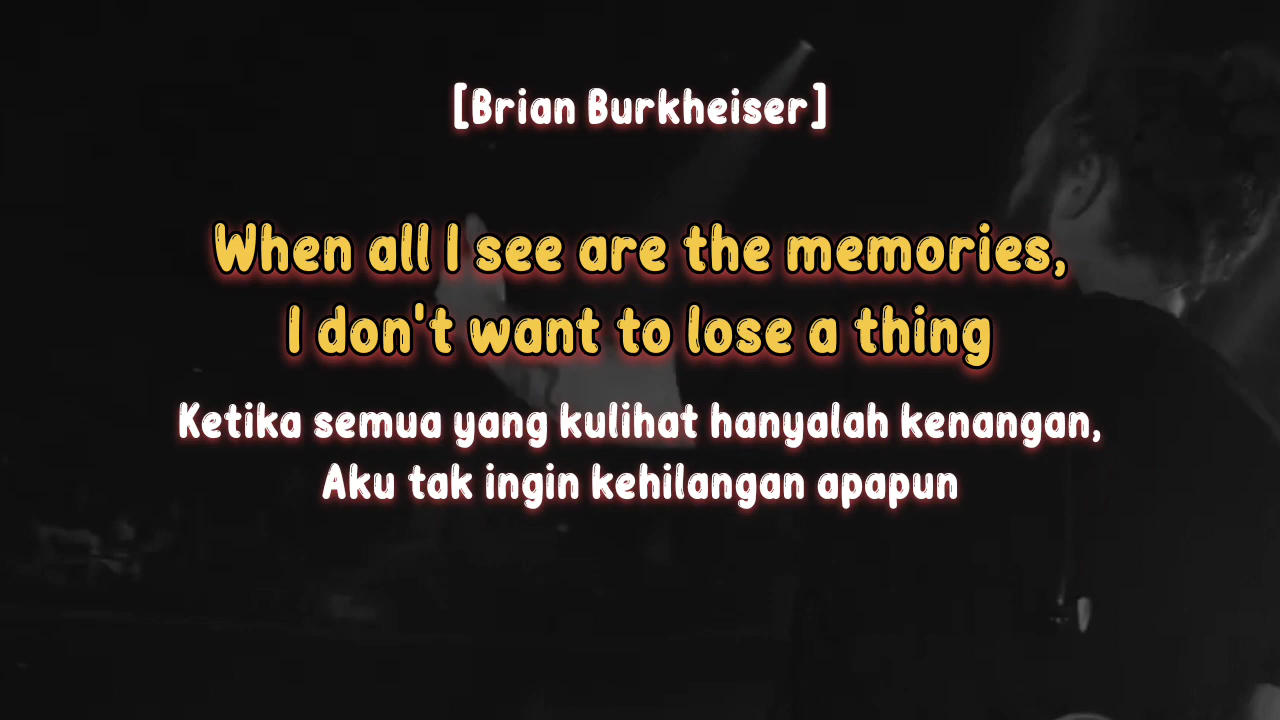 [Brian Burkheiser]
When all I see are the memories,
I don't want to lose a thing
Ketika semua yang kulihat hanyalah kenangan,
Aku tak ingin kehilangan apapun